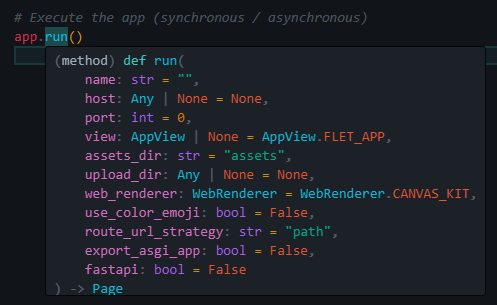 # Execute the app (synchronous / asynchronous)
app.run()
(method) def run(
    name: str = "",
    host: Any | None = None,
    port: int = 0,
    view: AppView | None = AppView.FLET_APP,
    assets_dir: str = "assets",
    upload_dir: Any | None = None,
    web_renderer: WebRenderer = WebRenderer.CANVAS_KIT,
    use_color_emoji: bool = False,
    route_url_strategy: str = "path",
    export_asgi_app: bool = False,
    fastapi: bool = False
) -> Page